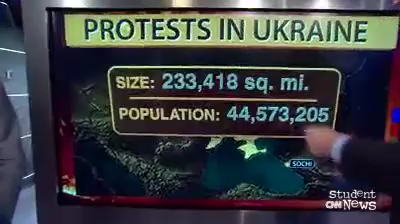 PROTESTS IN UKRAINE
SIZE: 233,418 sq. mi.
POPULATION: 44,573,205
SOCHI
Student
CNN NEWS